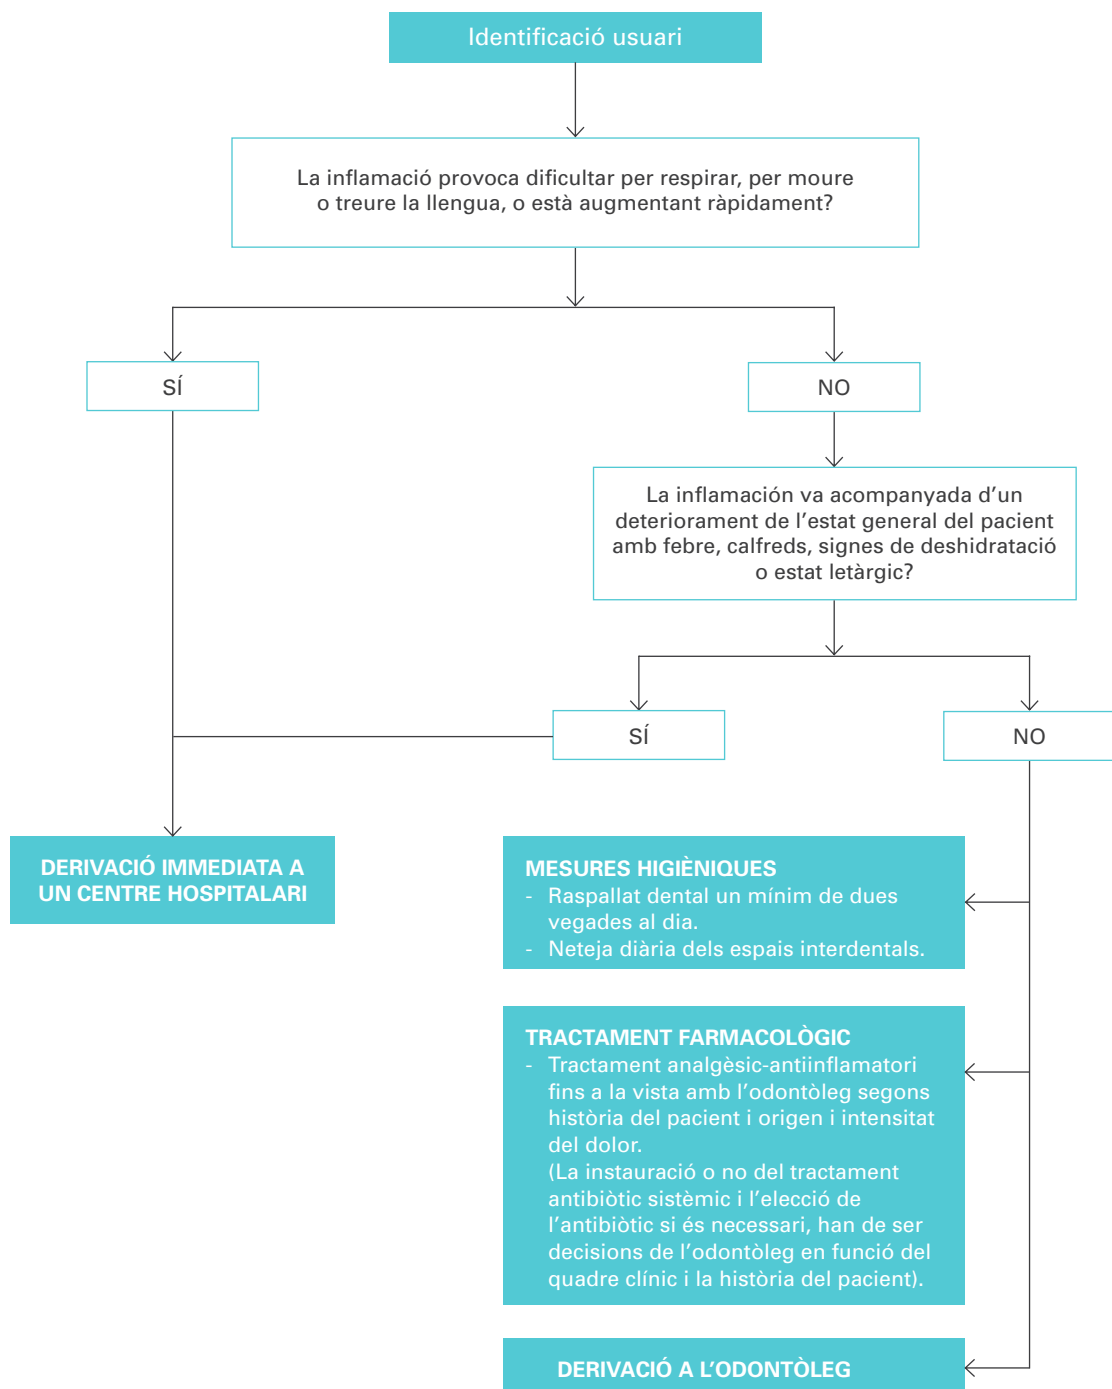 Identificació usuari
La inflamació provoca dificultar per respirar, per moure
o treure la llengua, o està augmentant ràpidament?
SÍ
NO
La inflamación va acompanyada d’un
deteriorament de l’estat general del pacient
amb febre, calfreds, signes de deshidratació
o estat letàrgic?
SÍ
NO
DERIVACIÓ IMMEDIATA A
UN CENTRE HOSPITALARI
MESURES HIGIÈNIQUES
- Raspallat dental un mínim de dues
vegades al dia.
- Neteja diària dels espais interdentals.
TRACTAMENT FARMACOLÒGIC
- Tractament analgèsic-antiinflamatori
fins a la vista amb l’odontòleg segons
història del pacient i origen i intensitat
del dolor.
(La instauració o no del tractament
antibiòtic sistèmic i l’elecció de
l’antibiòtic si és necessari, han de ser
decisions de l’odontòleg en funció del
quadre clínic i la història del pacient).
DERIVACIÓ A L’ODONTÒLEG